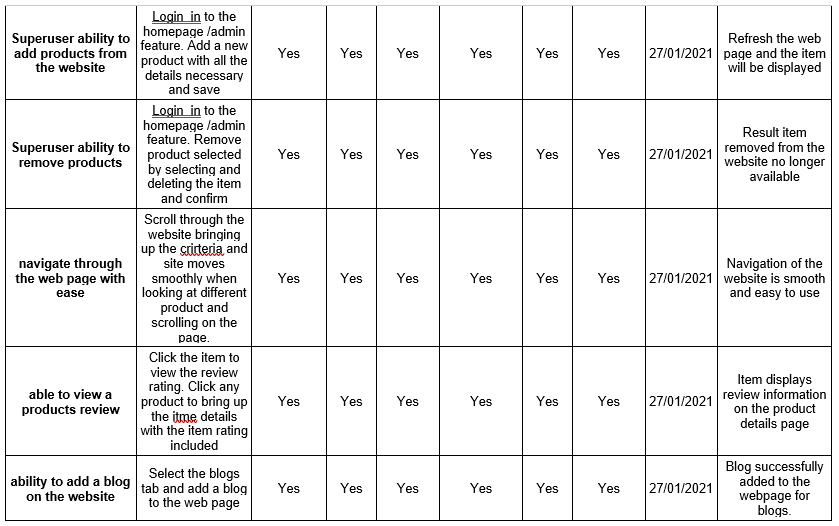 Superuser ability to
add products from
the website
Login in to the
homepage /admin
feature. Add a new
product with all the
details necessary
and save
Yes
Yes
Yes
Yes
Yes
Yes
27/01/2021
Refresh the web
page and the item
will be displayed
Superuser ability to
remove products
Login in to the
homepage /admin
feature. Remove
product selected
by selecting and
deleting the item
and confirm
Yes
Yes
Yes
Yes
Yes
Yes
27/01/2021
Result item
removed from the
website no longer
available
navigate through
the web page with
ease
Scroll through the
website bringing
up the crirteria and
site moves
smoothly when
looking at different
product and
scrolling on the
page.
Yes
Yes
Yes
Yes
Yes
Yes
27/01/2021
Navigation of the
website is smooth
and easy to use
able to view a
products review
Click the item to
view the review
rating. Click any
product to bring up
the itme details
with the item rating
included
Yes
Yes
Yes
Yes
Yes
Yes
27/01/2021
Item displays
review information
on the product
details page
ability to add a blog
on the website
Select the blogs
tab and add a blog
to the web page
Yes
Yes
Yes
Yes
Yes
Yes
27/01/2021
Blog successfully
added to the
webpage for
blogs.